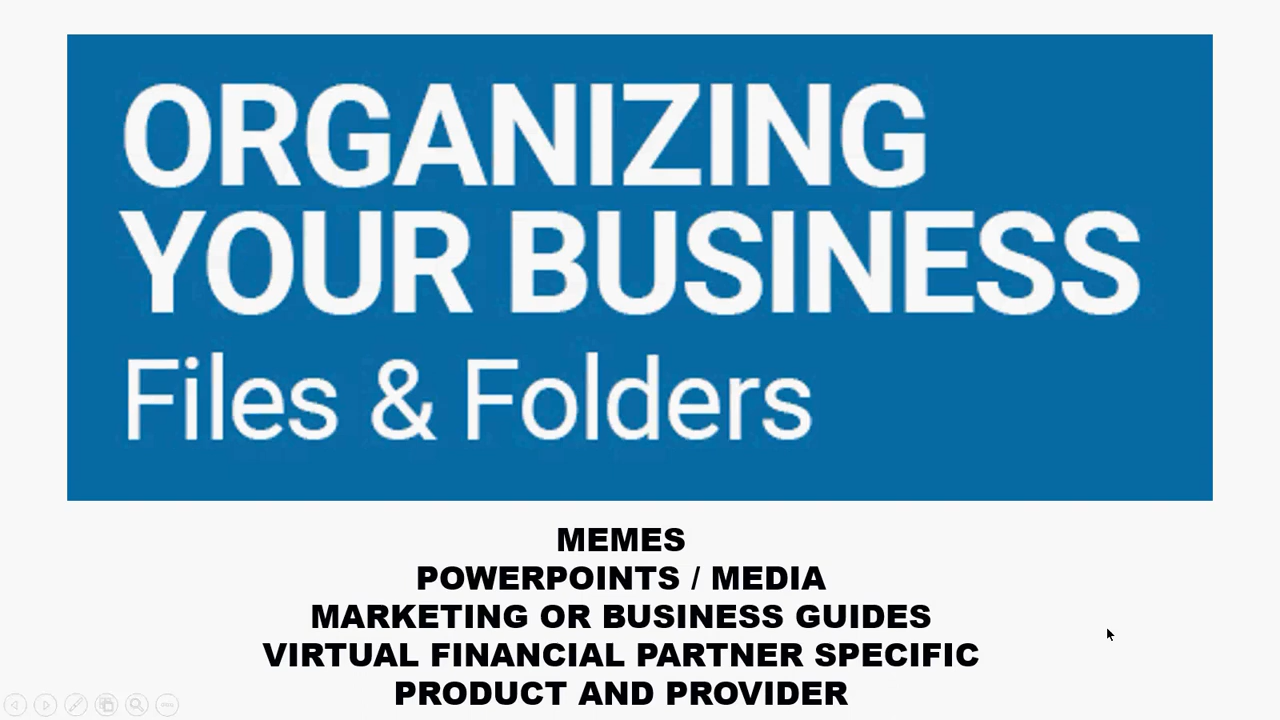 ORGANIZING
YOUR BUSINESS
Files & Folders
MEMES
POWERPOINTS / MEDIA
MARKETING OR BUSINESS GUIDES
VIRTUAL FINANCIAL PARTNER SPECIFIC
PRODUCT AND PROVIDER